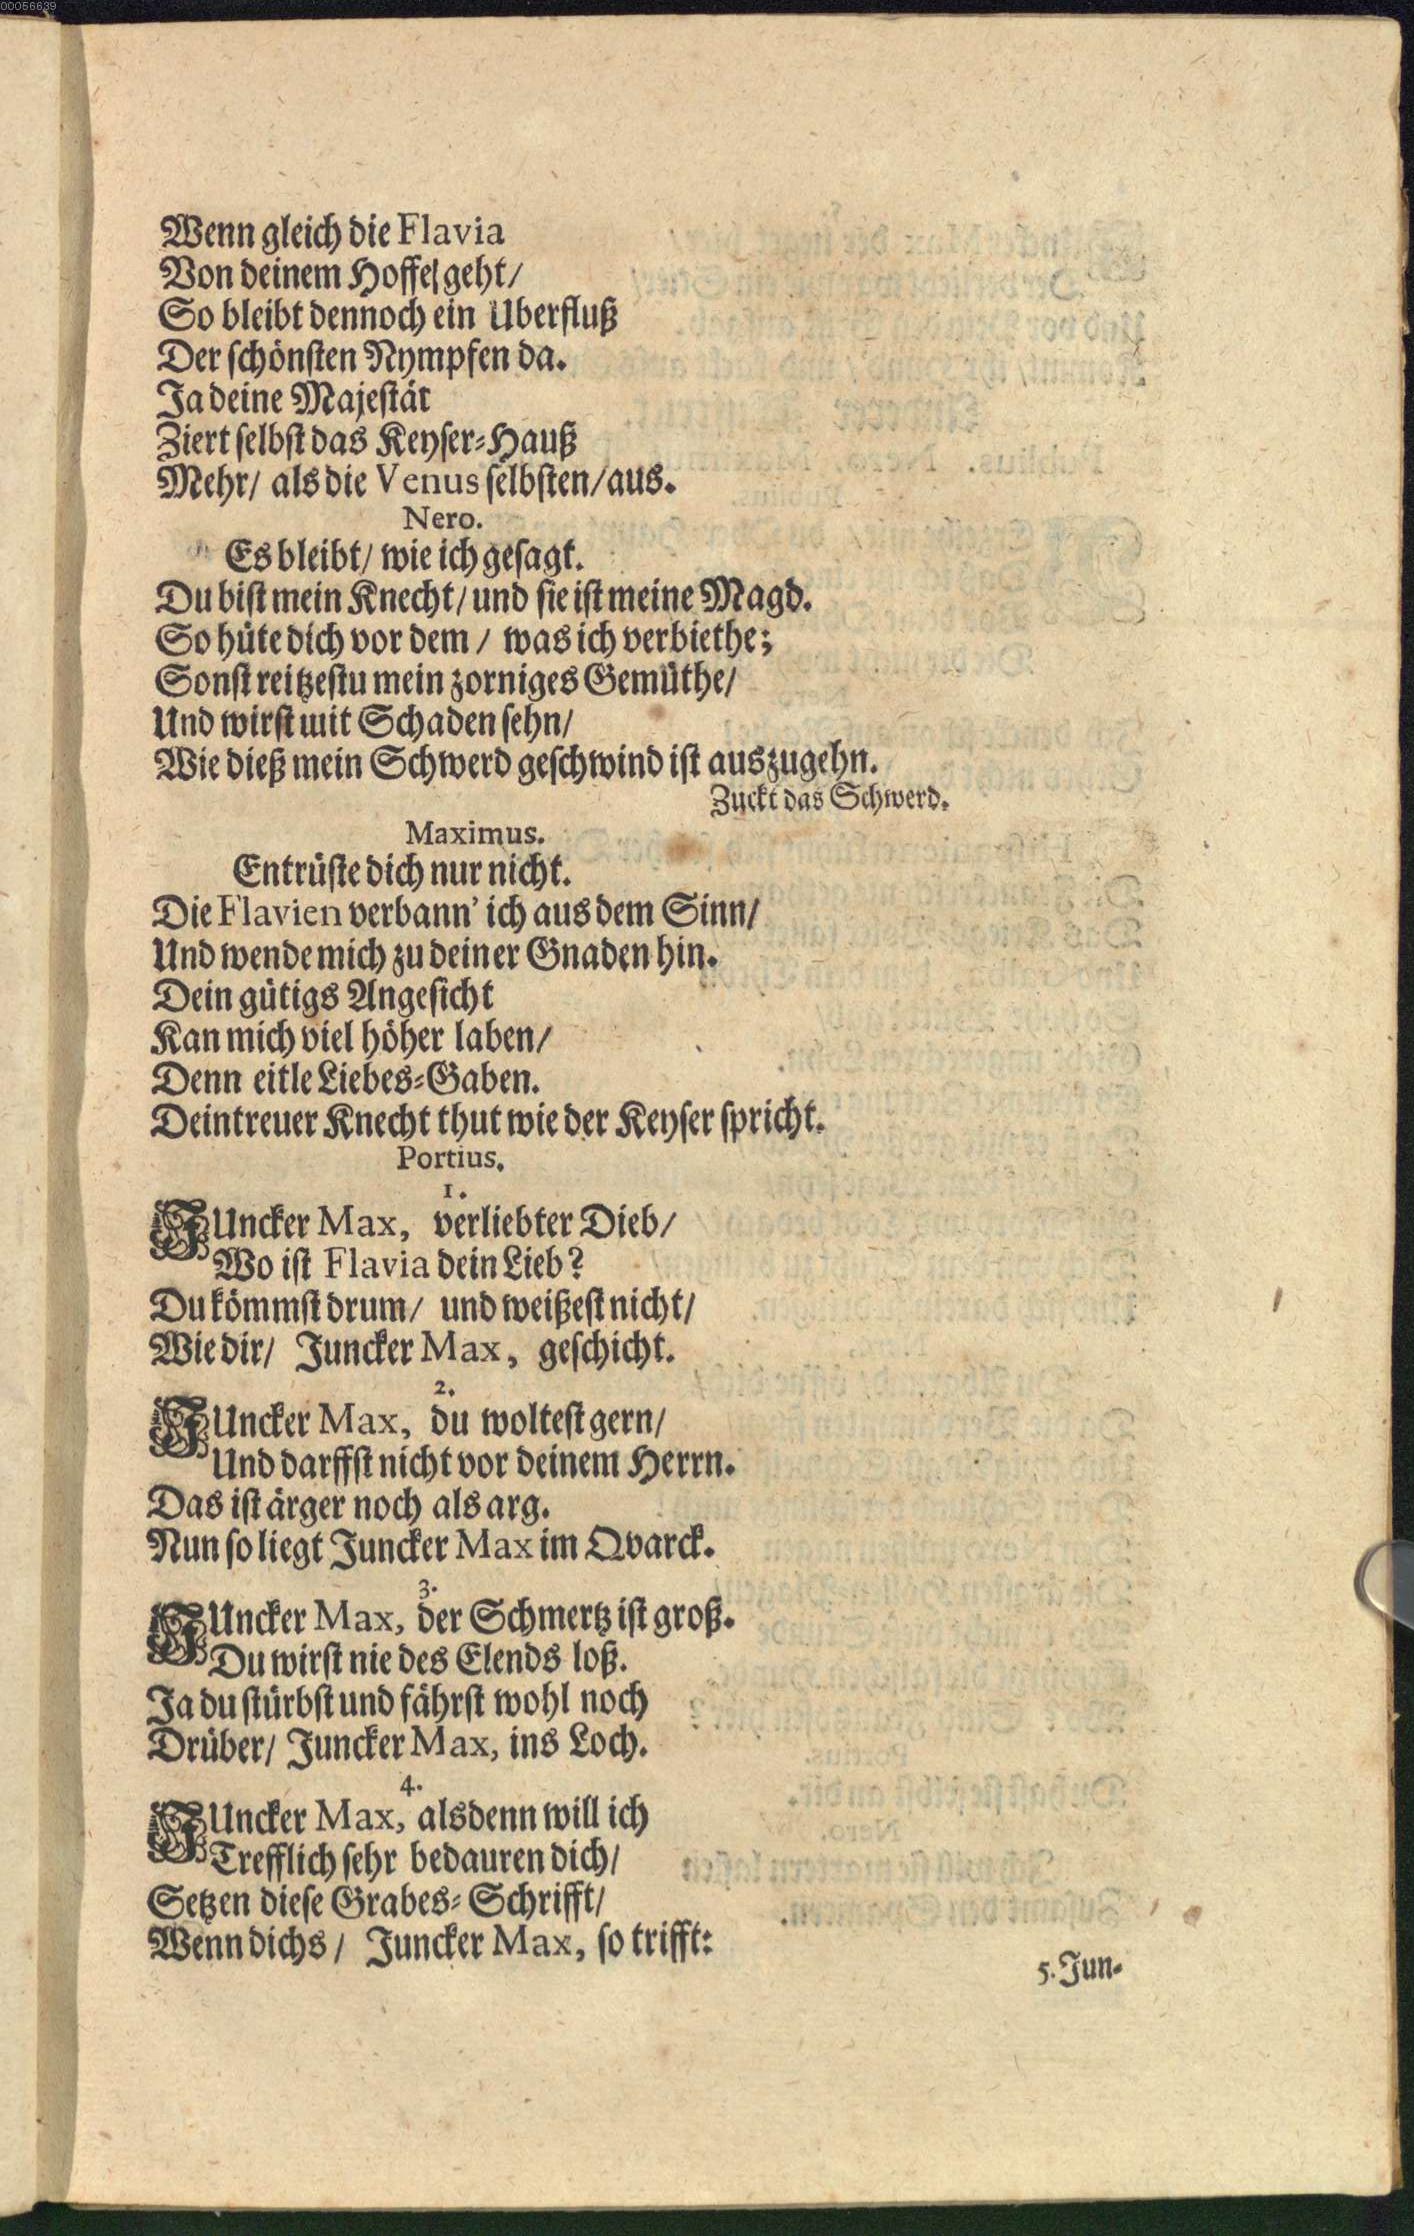 00056639
Wenn gleich die Flavia
Von deinem Hoffe geht/
So bleibt dennoch ein Uberfluß
Der schönsten Nympfen da.
Ja deine Majestät
Ziert selbst das Keyser-Hauß
Mehr/ als die Venus selbsten/aus.
Nero.
Es bleibt/ wie ich gesagt.
Du bist mein Knecht/ und sie ist meine Magd.
So hüte dich vor dem / was ich verbiethe;
Sonst reitzestu mein zorniges Gemüthe/
Und wirst mit Schaden sehn/
Wie dieß mein Schwerd geschwind ist auszugehn.
Zuckt das Schwerd.
Maximus.
Entrüste dich nur nicht.
Die Flavien verbann' ich aus dem Sinn/
Und wende mich zu deiner Gnaden hin.
Dein gütigs Angesicht
Kan mich viel höher laben/
Denn eitle Liebes-Gaben.
Dein treuer Knecht thut wie der Keyser spricht.
Portius.
1.
JUncker Max, verliebter Dieb/
Wo ist Flavia dein Lieb?
Du kömmst drum/ und weißest nicht/
Wie dir/ Juncker Max, geschicht.
2.
JUncker Max, du woltest gern/
Und darffst nicht vor deinem Herrn.
Das ist ärger noch als arg.
Nun so liegt Juncker Max im Qvarck.
3.
JUncker Max, der Schmertz ist groß.
Du wirst nie des Elends loß.
Ja du stürbst und fährst wohl noch
Drüber/ Juncker Max, ins Loch.
4.
JUncker Max, alsdenn will ich
Trefflich sehr bedauren dich/
Setzen diese Grabes-Schrifft/
Wenn dichs / Juncker Max, so trifft:
5. Jun-